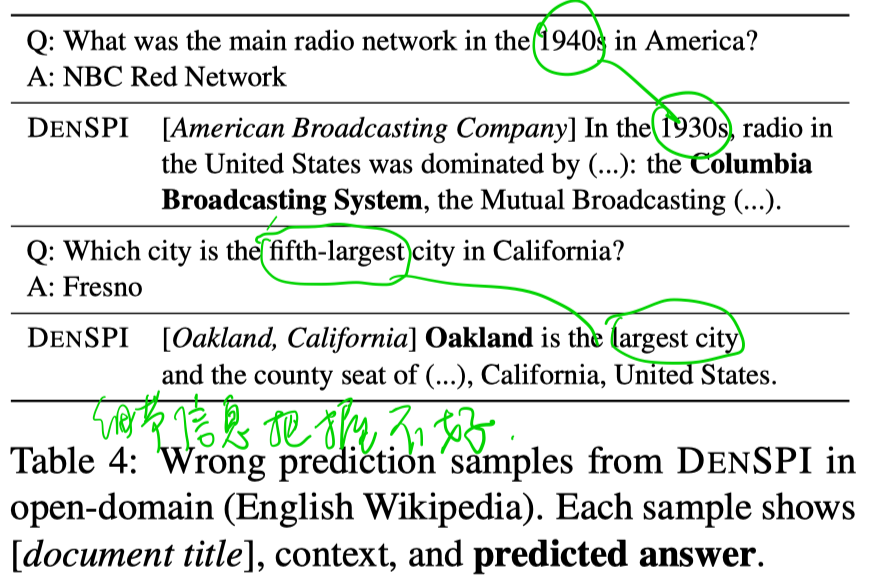 Q: What was the main radio network in the 1940s in America?
A: NBC Red Network
DENSPI [American Broadcasting Company] In the 1930s, radio in
the United States was dominated by (...): the Columbia
Broadcasting System, the Mutual Broadcasting (...).
Q: Which city is the fifth-largest city in California?
A: Fresno
DENSPI [Oakland, California] Oakland is the largest city
and the county seat of (...), California, United States.
细节信息把握不好.
Table 4: Wrong prediction samples from DENSPI in
open-domain (English Wikipedia). Each sample shows
[document title], context, and predicted answer.